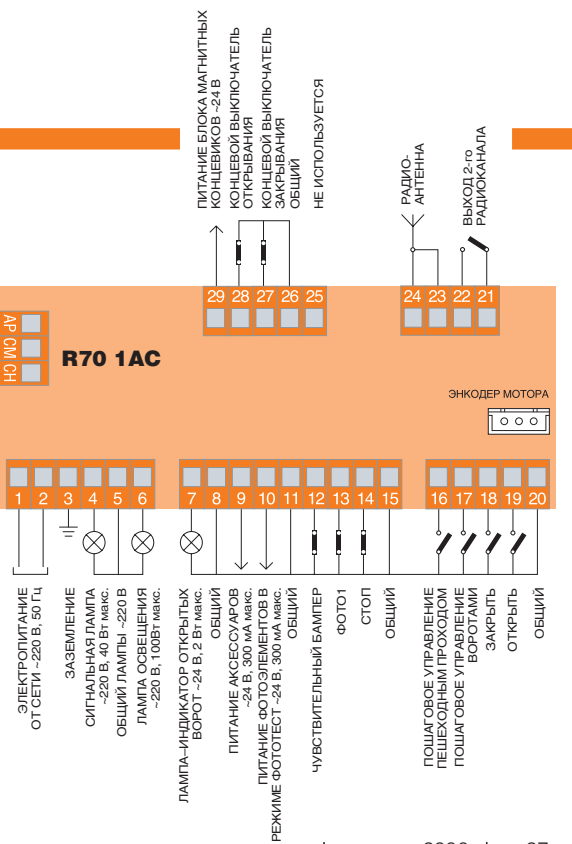 ПИТАНИЕ БЛОКА МАГНИТНЫХ
КОНЦЕВИКОВ ~24 В
КОНЦЕВОЙ ВЫКЛЮЧАТЕЛЬ
ОТКРЫВАНИЯ
КОНЦЕВОЙ ВЫКЛЮЧАТЕЛЬ
ЗАКРЫВАНИЯ
ОБЩИЙ
НЕ ИСПОЛЬЗУЕТСЯ
РАДИО-
АНТЕННА
ВЫХОД 2-го
РАДИОКАНАЛА
29 28 27 26 25
24 23 22 21
AP CM CH
R70 1AC
ЭНКОДЕР МОТОРА
1 2 3 4 5 6
7 8 9 10 11 12 13 14 15
16 17 18 19 20
ЭЛЕКТРОПИТАНИЕ
ОТ СЕТИ ~220 В, 50 Гц
ЗАЗЕМЛЕНИЕ
СИГНАЛЬНАЯ ЛАМПА
~220 В, 40 Вт макс.
ОБЩИЙ ЛАМПЫ ~220 В
ЛАМПА ОСВЕЩЕНИЯ
~220 В, 100Вт макс.
ЛАМПА–ИНДИКАТОР ОТКРЫТЫХ
ВОРОТ ~24 В, 2 Вт макс.
ОБЩИЙ
ПИТАНИЕ АКСЕССУАРОВ
~24 В, 300 мА макс.
ПИТАНИЕ ФОТОЭЛЕМЕНТОВ В
РЕЖИМЕ ФОТОТЕСТ ~24 В, 300 мА макс.
ОБЩИЙ
ЧУВСТВИТЕЛЬНЫЙ БАМПЕР
ФОТО1
СТОП
ОБЩИЙ
ПОШАГОВОЕ УПРАВЛЕНИЕ
ПЕШЕХОДНЫМ ПРОХОДОМ
ПОШАГОВОЕ УПРАВЛЕНИЕ
ВОРОТАМИ
ЗАКРЫТЬ
ОТКРЫТЬ
ОБЩИЙ